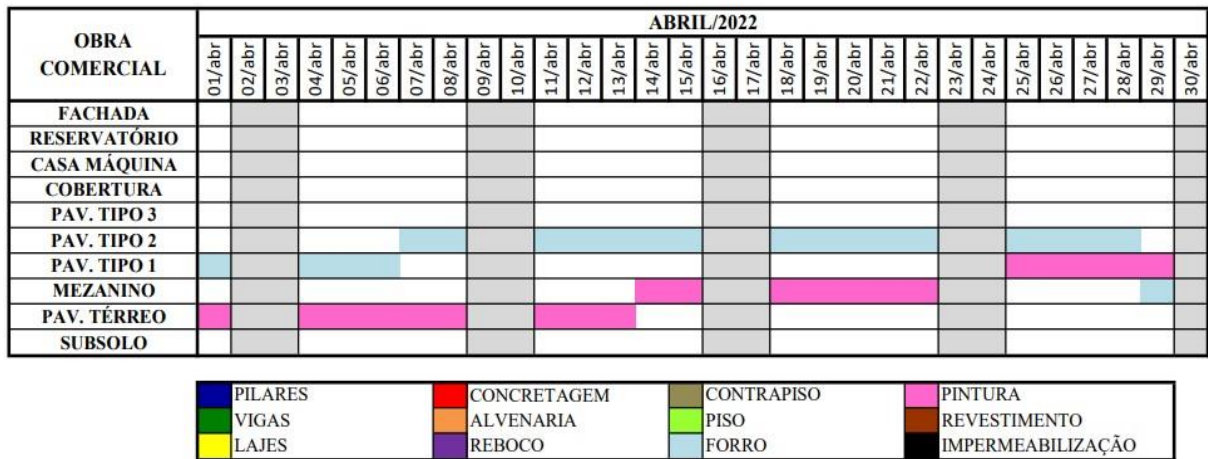 OBRA
COMERCIAL
ABRIL/2022
01/abr 02/abr 03/abr 04/abr 05/abr 06/abr 07/abr 08/abr 09/abr 10/abr 11/abr 12/abr 13/abr 14/abr 15/abr 16/abr 17/abr 18/abr 19/abr 20/abr 21/abr 22/abr 23/abr 24/abr 25/abr 26/abr 27/abr 28/abr 29/abr 30/abr
FACHADA
RESERVATÓRIO
CASA MÁQUINA
COBERTURA
PAV. TIPO 3
PAV. TIPO 2
PAV. TIPO 1
MEZANINO
PAV. TÉRREO
SUBSOLO
PILARES CONCRETAGEM CONTRAPISO PINTURA
VIGAS ALVENARIA PISO REVESTIMENTO
LAJES REBOCO FORRO IMPERMEABILIZAÇÃO